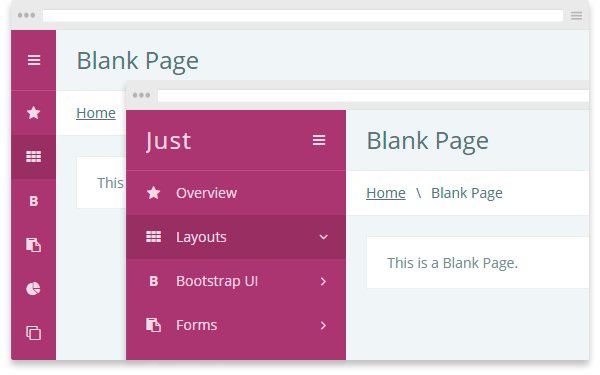 Blank Page
Home
This
B
Just
Blank Page
Overview
Home \ Blank Page
Layouts
This is a Blank Page.
B Bootstrap UI
Forms